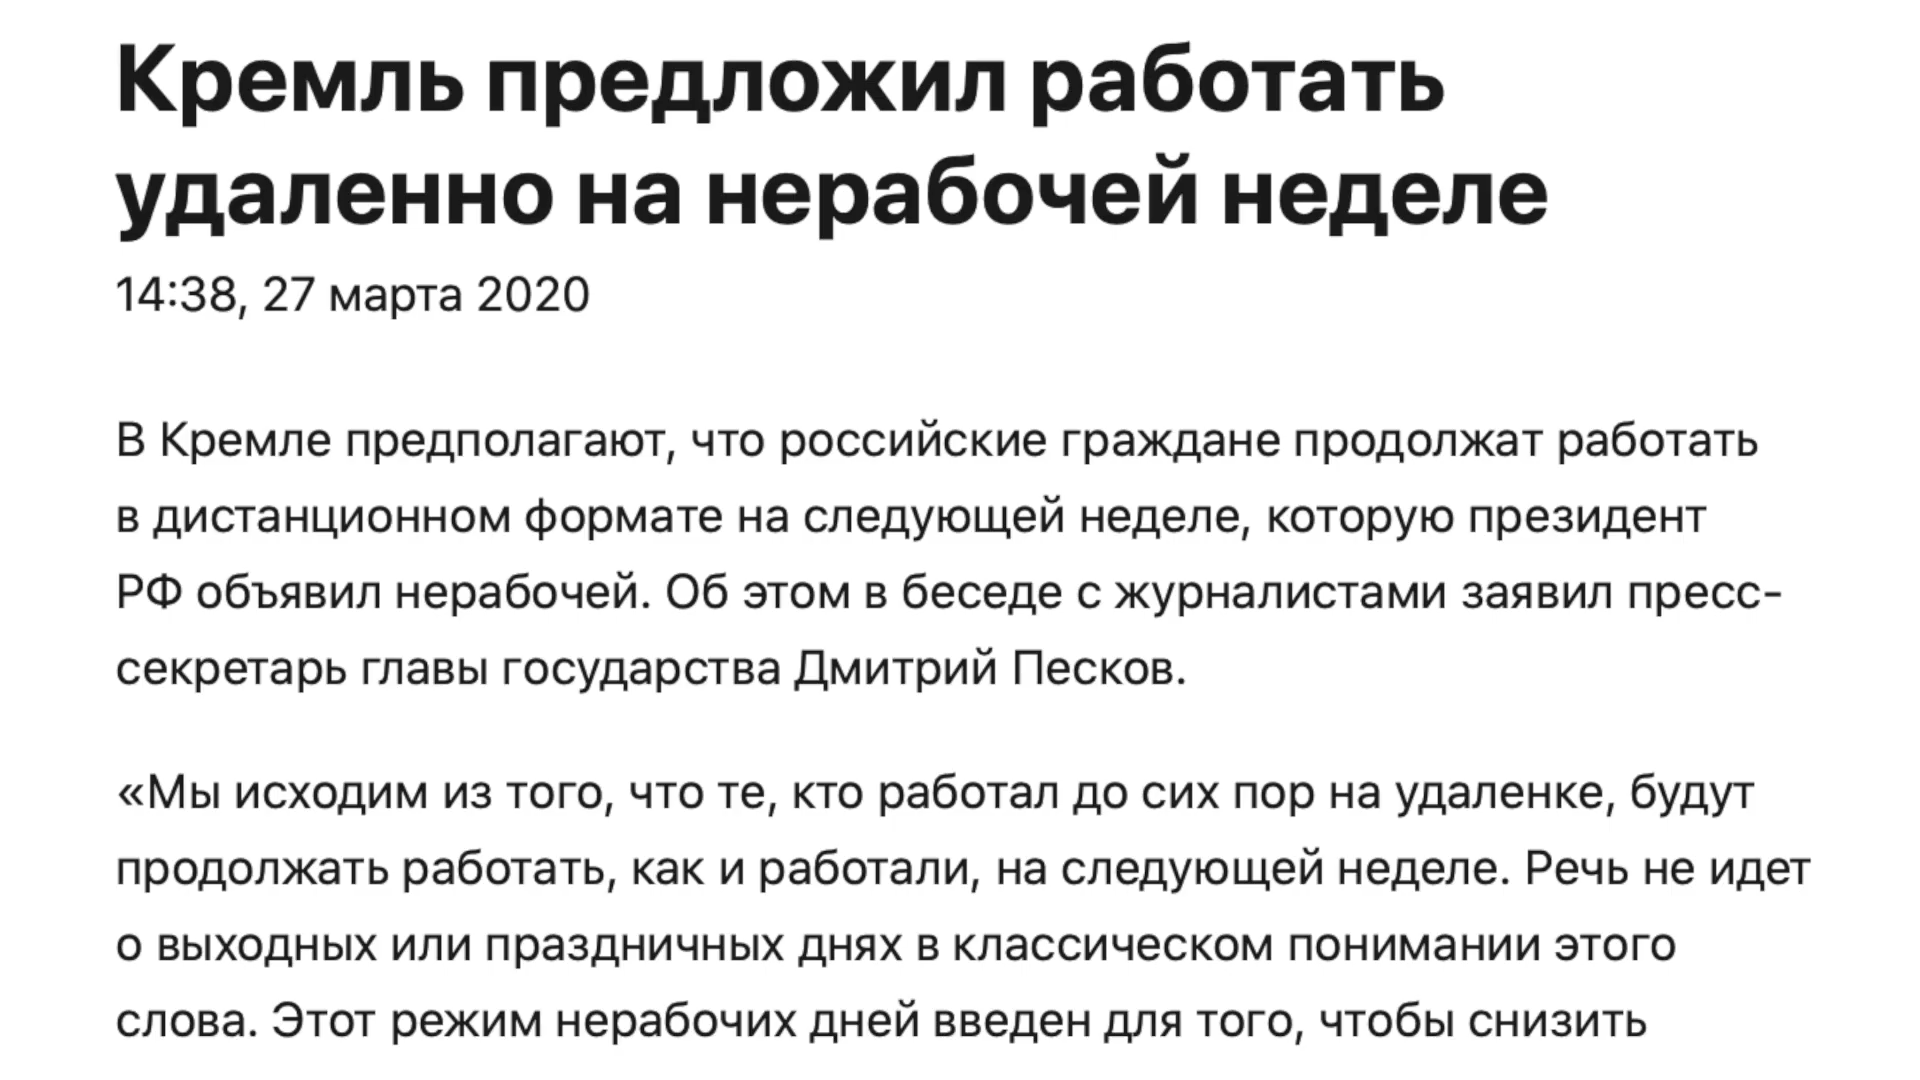 Кремль предложил работать
удаленно на нерабочей неделе
14:38, 27 марта 2020
В Кремле предполагают, что российские граждане продолжат работать
в дистанционном формате на следующей неделе, которую президент
РФ объявил нерабочей. Об этом в беседе с журналистами заявил пресс-
секретарь главы государства Дмитрий Песков.
«Мы исходим из того, что те, кто работал до сих пор на удаленке, будут
продолжать работать, как и работали, на следующей неделе. Речь не идет
о выходных или праздничных днях в классическом понимании этого
слова. Этот режим нерабочих дней введен для того, чтобы снизить